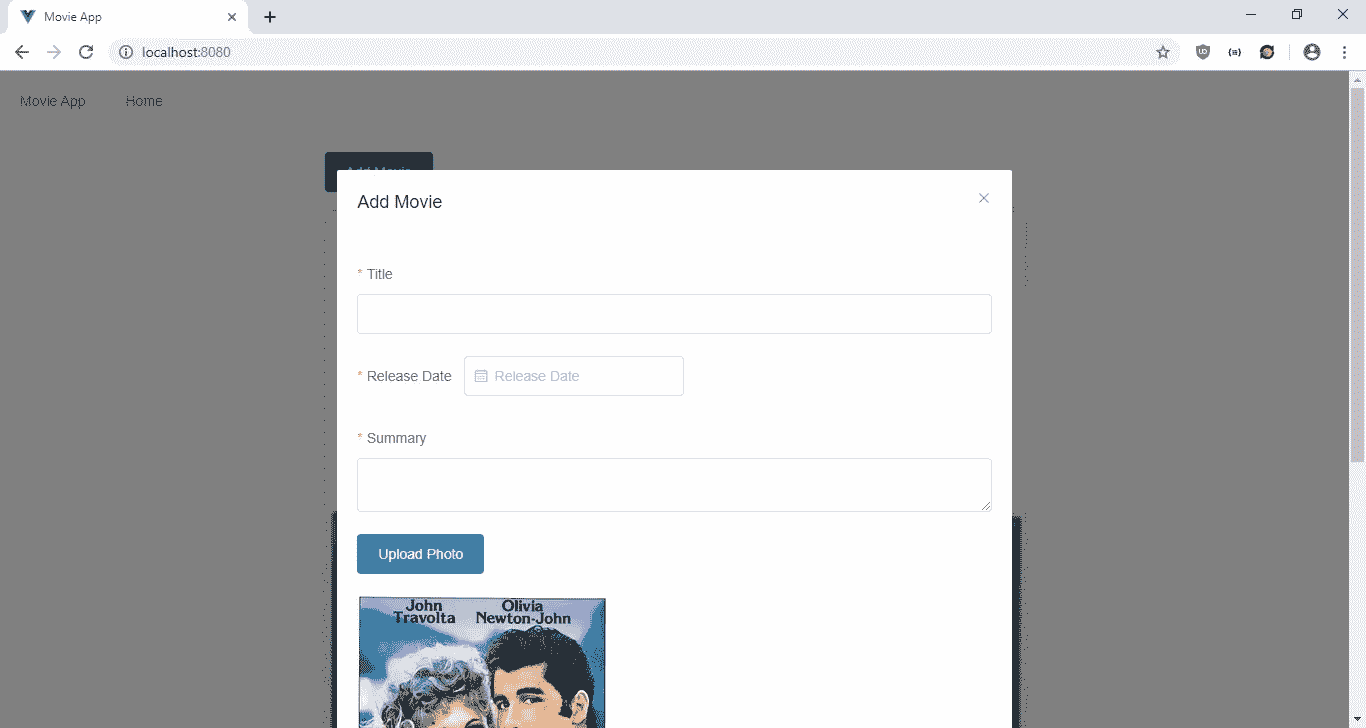 Movie App
localhost:8080
Movie App Home
Add Movie
Add Movie
* Title
* Release Date Release Date
* Summary
Upload Photo
John Olivia
Travolta Newton-John